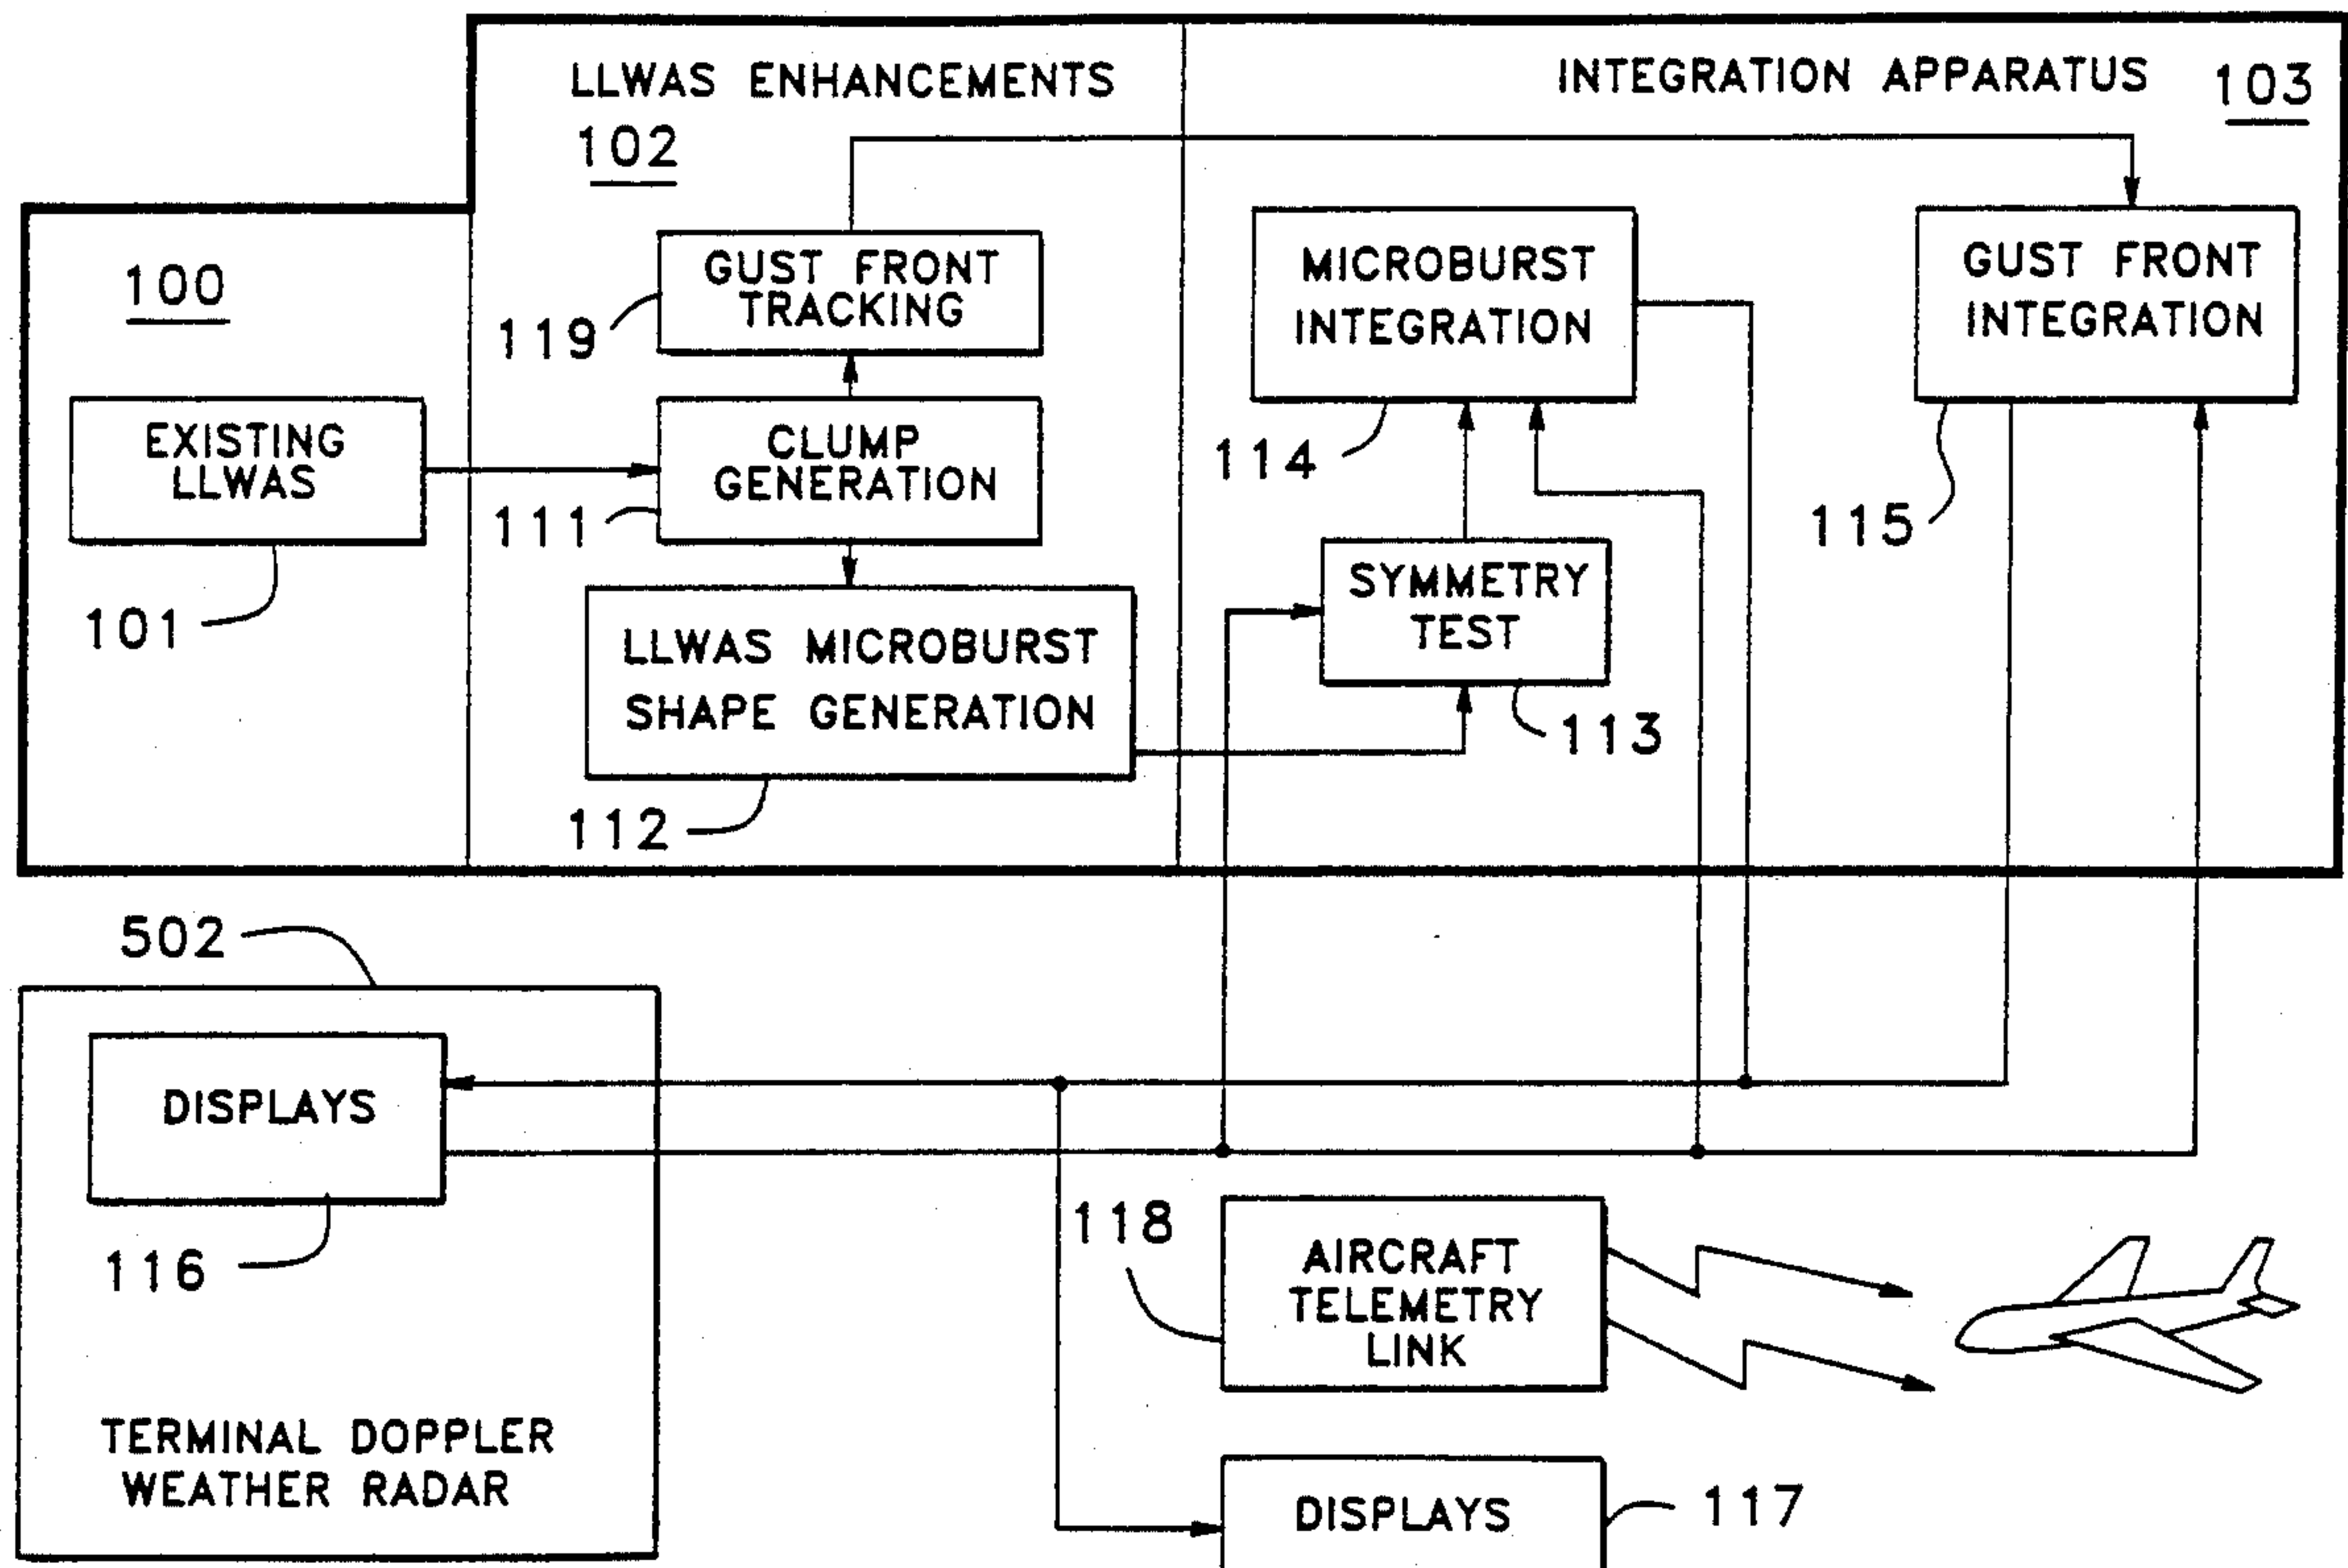 LLWAS ENHANCEMENTS
102
INTEGRATION APPARATUS
103
100
EXISTING
LLWAS
101
GUST FRONT
TRACKING
119
CLUMP
GENERATION
111
LLWAS MICROBURST
SHAPE GENERATION
112
MICROBURST
INTEGRATION
114
SYMMETRY
TEST
113
GUST FRONT
INTEGRATION
115
502
DISPLAYS
116
TERMINAL DOPPLER
WEATHER RADAR
118
AIRCRAFT
TELEMETRY
LINK
DISPLAYS
117